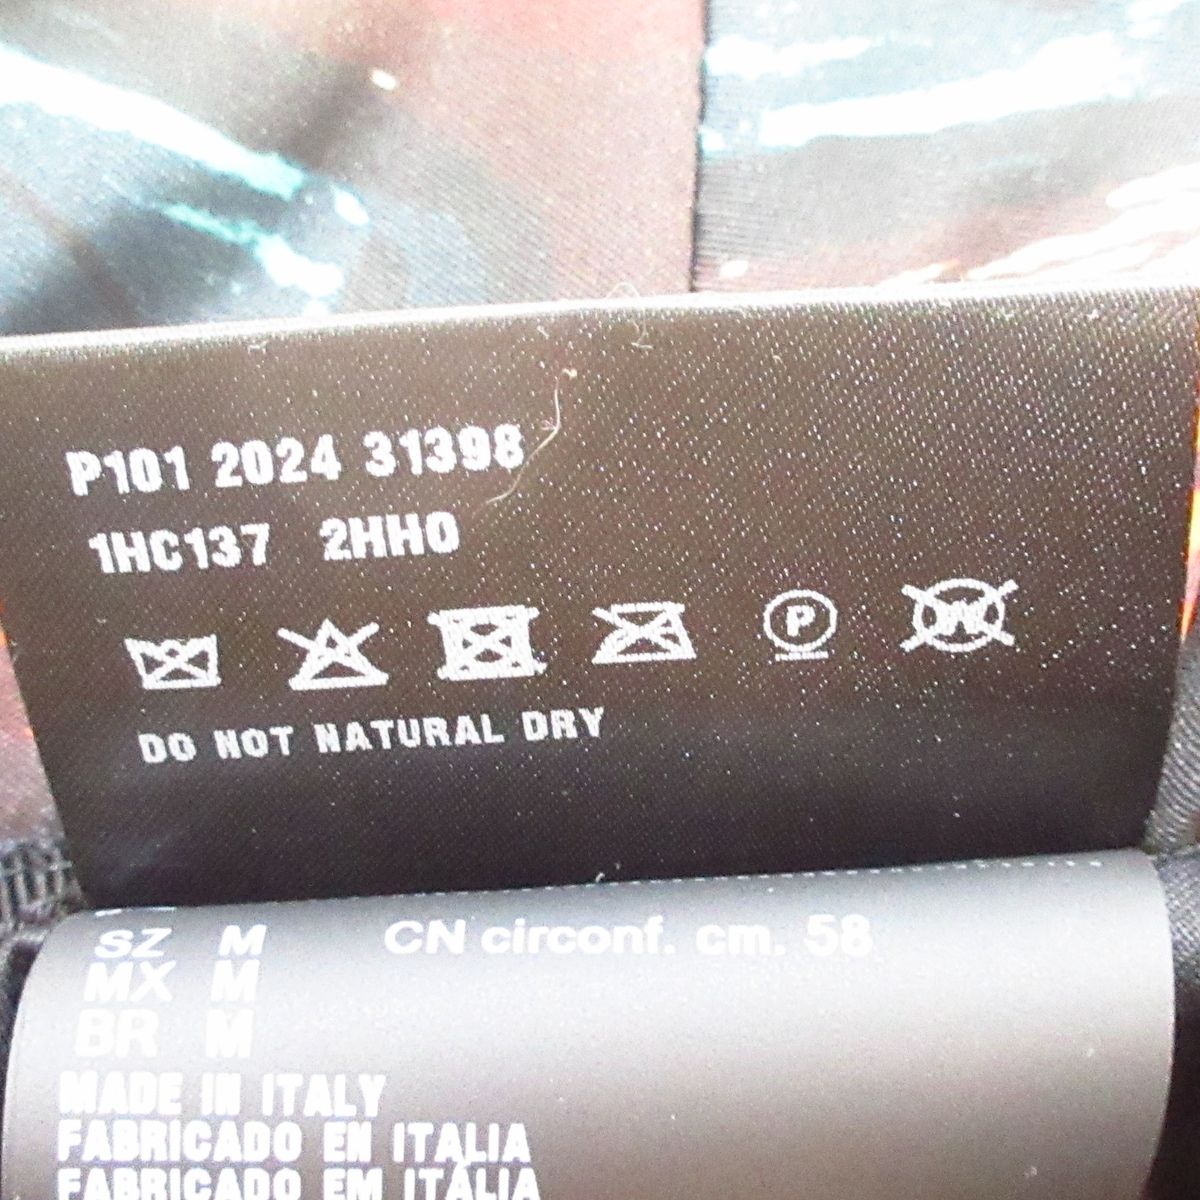 P101 2024 31398
1HC137 2HHO
P W
DO NOT NATURAL DRY
SZ M CN circonf. cm. 58
MX M
BR M
MADE IN ITALY
FABRICADO EN ITALIA
FABRICADO EM ITÁLIA